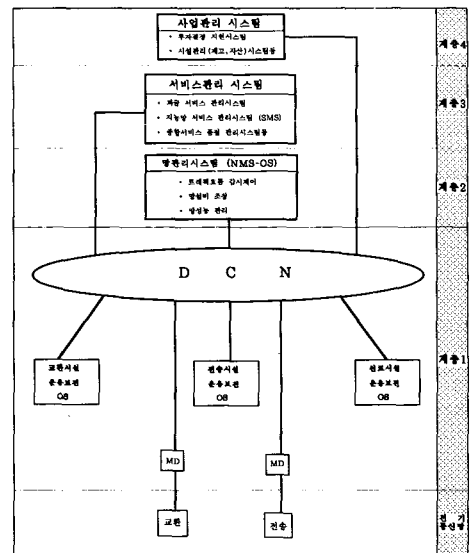 사업관리 시스템
• 투자결정 지원시스템
• 시설관리(재고, 자산)시스템등
계층4
서비스관리 시스템
• 과금 서비스 관리시스템
• 지능망 서비스 관리시스템 (SMS)
• 종합서비스 품질 관리시스템등
계층3
망관리시스템 (NMS-OS)
• 트래픽흐름 감시제어
• 망설비 조성
• 망성능 관리
계층2
D C N
교환시설
운용보전
OS
전송시설
운용보전
OS
선로시설
운용보전
OS
계층1
MD
MD
교환
전송
전기
통신망